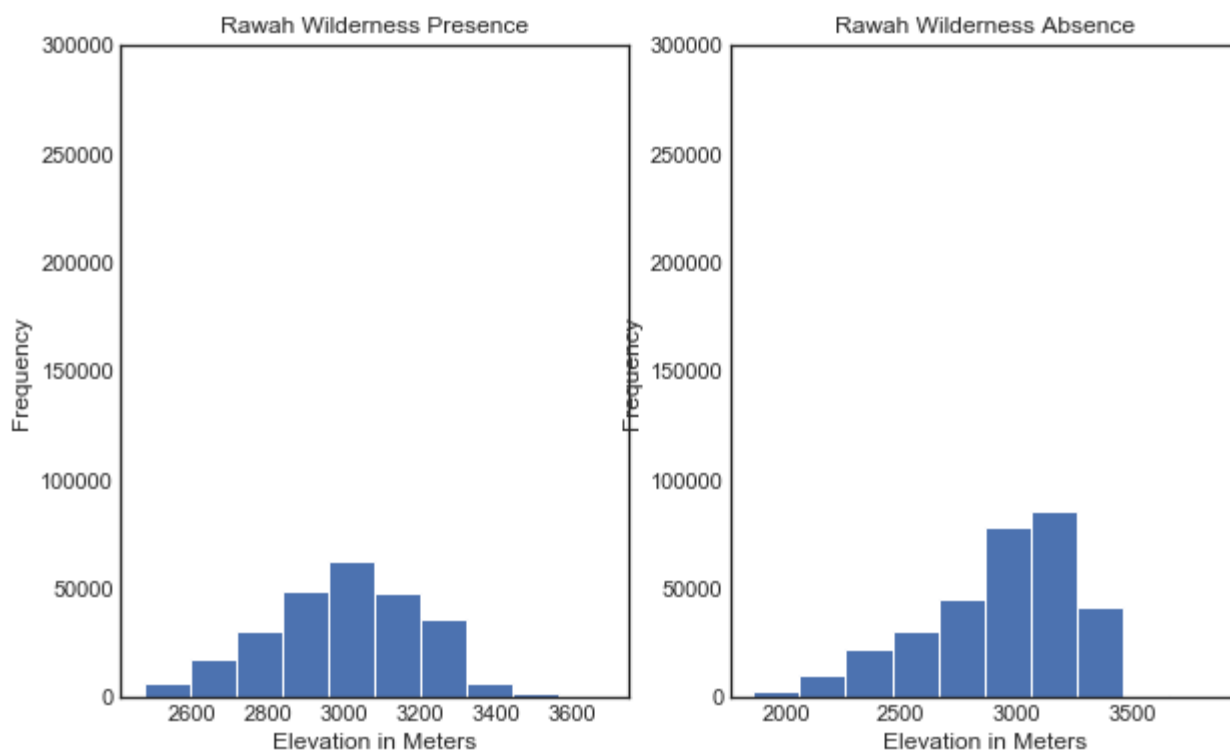 Rawah Wilderness Presence
300000
250000
200000
150000
100000
50000
0
Frequency
2600 2800 3000 3200 3400 3600
Elevation in Meters
Rawah Wilderness Absence
300000
250000
200000
150000
100000
50000
0
Frequency
2000 2500 3000 3500
Elevation in Meters